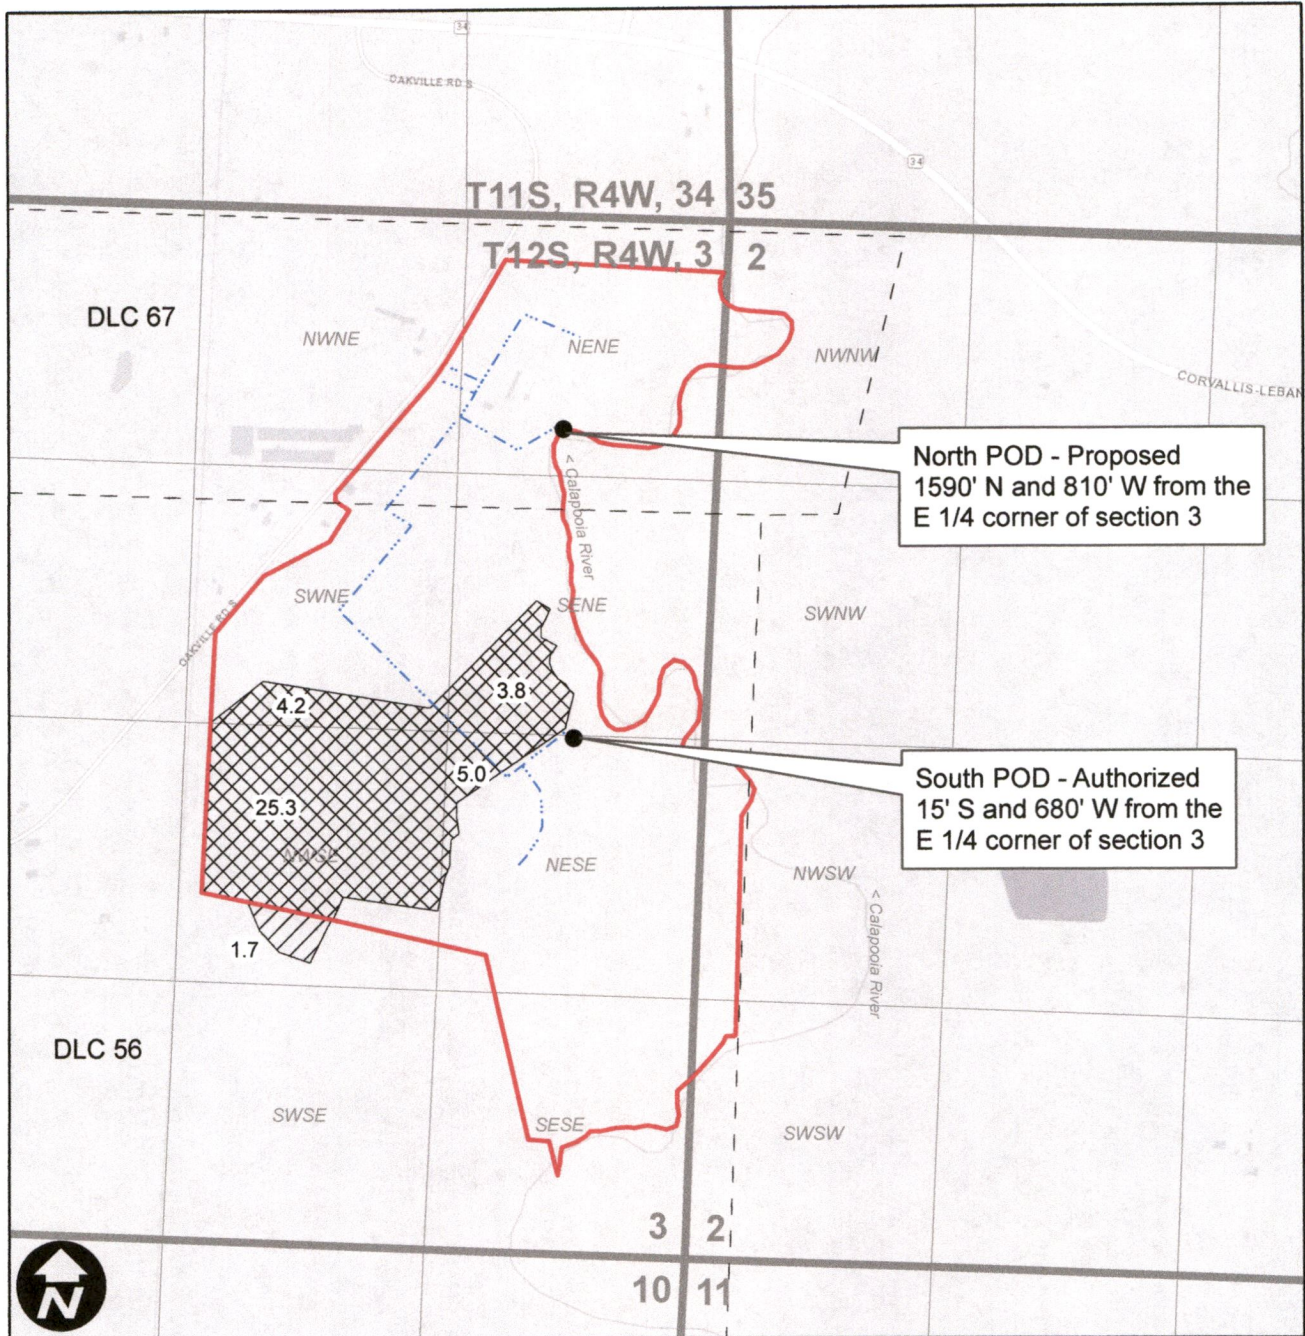 34
OAKVILLE RD S
34
T11S, R4W, 34
35
T12S, R4W, 3
2
DLC 67
NWNE
NENE
NWNW
CORVALLIS-LEBAN
North POD - Proposed
1590' N and 810' W from the
E 1/4 corner of section 3
< Calapooia River
SWNE
SENE
SWNW
OAKVILLE RD S
3.8
4.2
5.0
South POD - Authorized
15' S and 680' W from the
E 1/4 corner of section 3
25.3
NWSE
NESE
NWSW
< Calapooia River
1.7
DLC 56
SWSE
SESE
SWSW
3
2
10
11
N